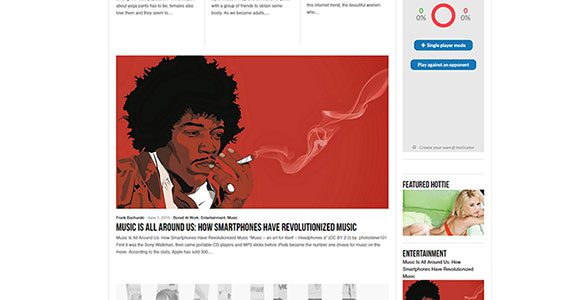 about yoga pants has to be, females also
love them and they seem to....
with a group of friends to obtain some
booty. As we became adults,...
this internet trend, the beautiful women
who....
0
0%
0
0%
Single player mode
Play against an opponent
Create your own @ insticator
Frank Bachurski - June 1, 2016 - Bored At Work, Entertainment, Music
MUSIC IS ALL AROUND US: HOW SMARTPHONES HAVE REVOLUTIONIZED MUSIC
Music Is All Around Us: How Smartphones Have Revolutionized Music "Music – an art for itself – Headphones a" (CC BY 2.0) by photosteve101
First it was the Sony Walkman, then came portable CD players and MP3 sticks before iPods became the number one choice for music on the
move. According to the stats, Apple has sold 300....
FEATURED HOTTIE
ENTERTAINMENT
Music Is All Around Us: How
Smartphones Have Revolutionized
Music